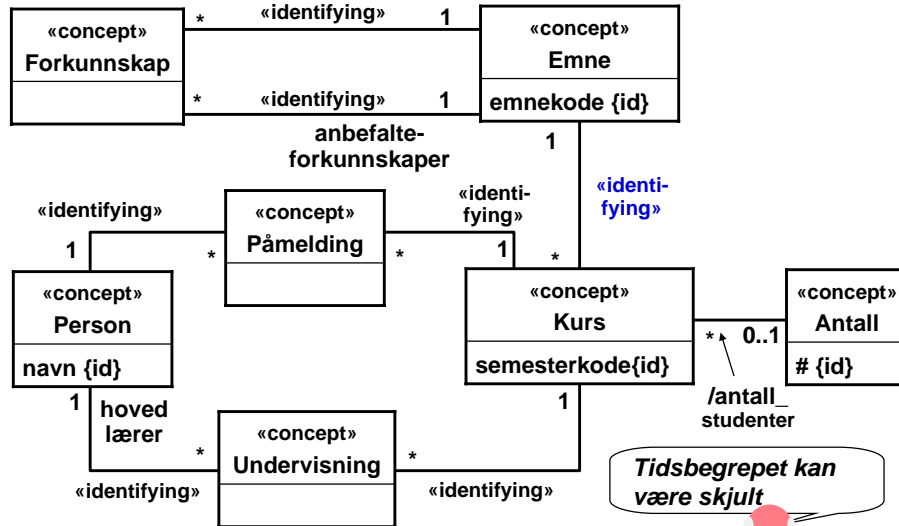 «concept»
Forkunnskap
*
«identifying»
1
*
«identifying»
1
anbefalte-
forkunnskaper
«concept»
Emne
emnekode {id}
1
«identi-
fying»
*
«identifying»
1
*
«concept»
Påmelding
*
«identi-
fying»
1
«concept»
Person
navn {id}
1
hoved
lærer
«concept»
Kurs
semesterkode{id}
1
*
0..1
/antall_
studenter
«concept»
Antall
# {id}
*
«identifying»
«concept»
Undervisning
*
«identifying»
Tidsbegrepet kan
være skjult